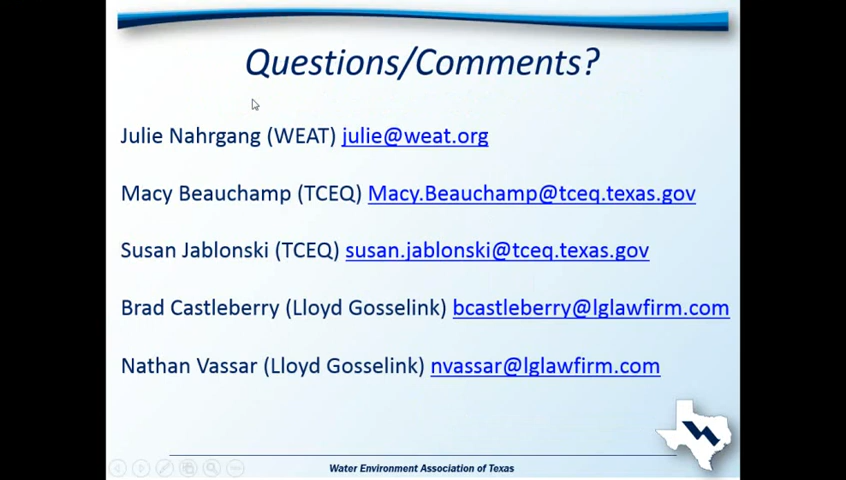 Questions/Comments?
Julie Nahrgang (WEAT) julie@weat.org
Macy Beauchamp (TCEQ) Macy.Beauchamp@tceq.texas.gov
Susan Jablonski (TCEQ) susan.jablonski@tceq.texas.gov
Brad Castleberry (Lloyd Gosselink) bcastleberry@lglawfirm.com
Nathan Vassar (Lloyd Gosselink) nvassar@lglawfirm.com
Water Environment Association of Texas